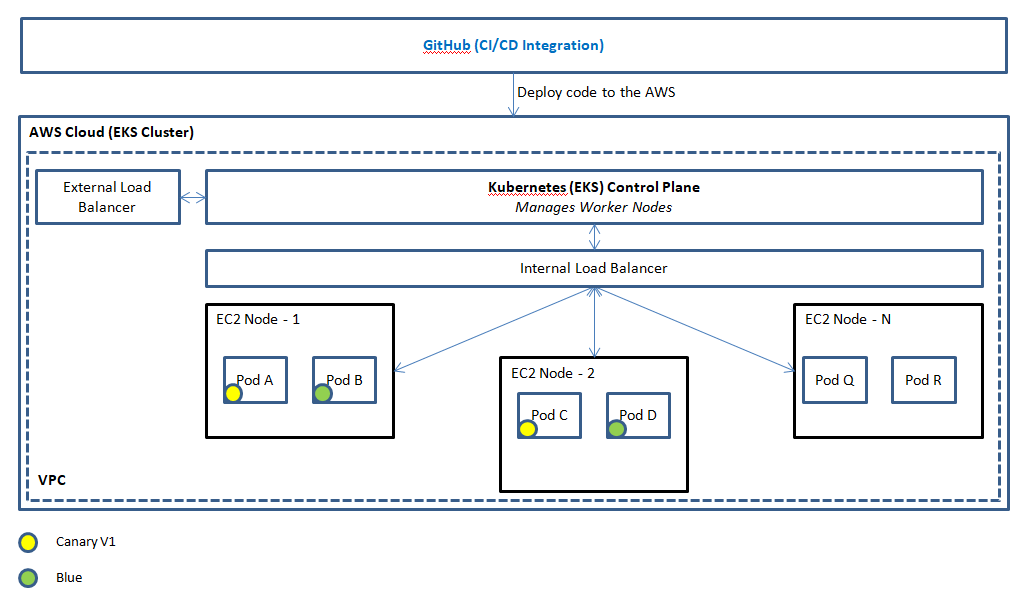 GitHub (CI/CD Integration)
Deploy code to the AWS
AWS Cloud (EKS Cluster)
External Load
Balancer
Kubernetes (EKS) Control Plane
Manages Worker Nodes
Internal Load Balancer
EC2 Node - 1
Pod A
Pod B
EC2 Node - 2
Pod C
Pod D
EC2 Node - N
Pod Q
Pod R
VPC
Canary V1
Blue